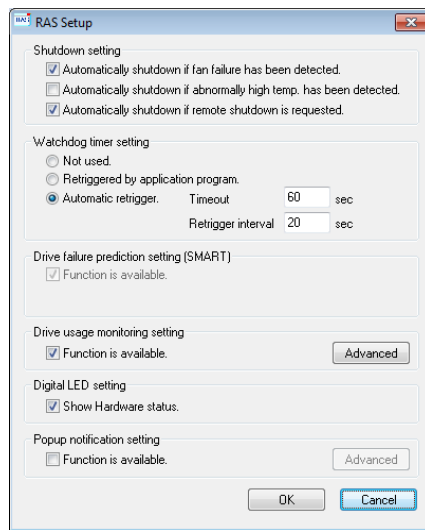 RAS RAS Setup
Shutdown setting
Automatically shutdown if fan failure has been detected.
Automatically shutdown if abnormally high temp. has been detected.
Automatically shutdown if remote shutdown is requested.
Watchdog timer setting
Not used.
Retriggered by application program.
Automatic retrigger. Timeout 60 sec
Retrigger interval 20 sec
Drive failure prediction setting (SMART)
Function is available.
Drive usage monitoring setting
Function is available. Advanced
Digital LED setting
Show Hardware status.
Popup notification setting
Function is available. Advanced
OK Cancel